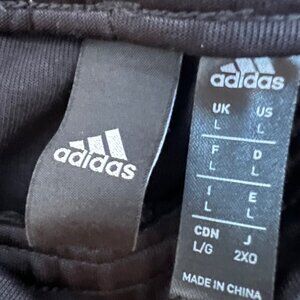 adidas
adidas
UK US
L L
F D
L L
I E
L L
CDN J
L/G 2XO
MADE IN CHINA